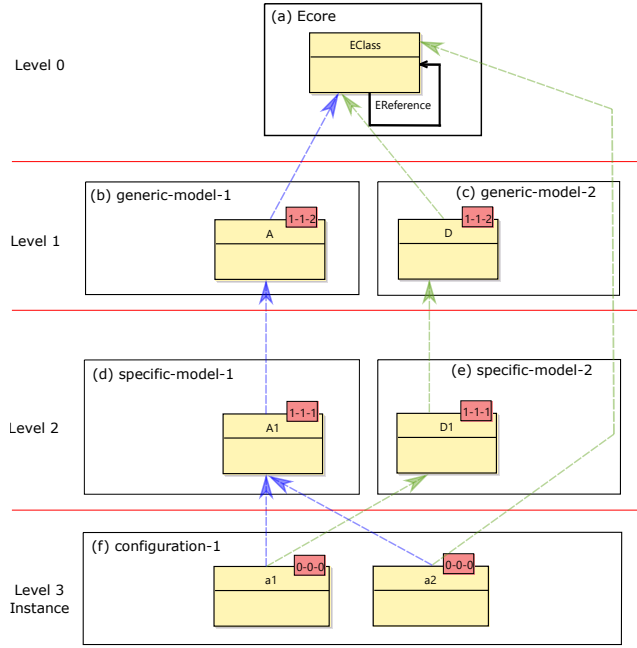 (a) Ecore
EClass
Level 0
EReference
(b) generic-model-1
(c) generic-model-2
1-1-2
1-1-2
A
D
Level 1
(d) specific-model-1
(e) specific-model-2
1-1-1
1-1-1
A1
D1
Level 2
(f) configuration-1
0-0-0
0-0-0
a1
a2
Level 3
Instance